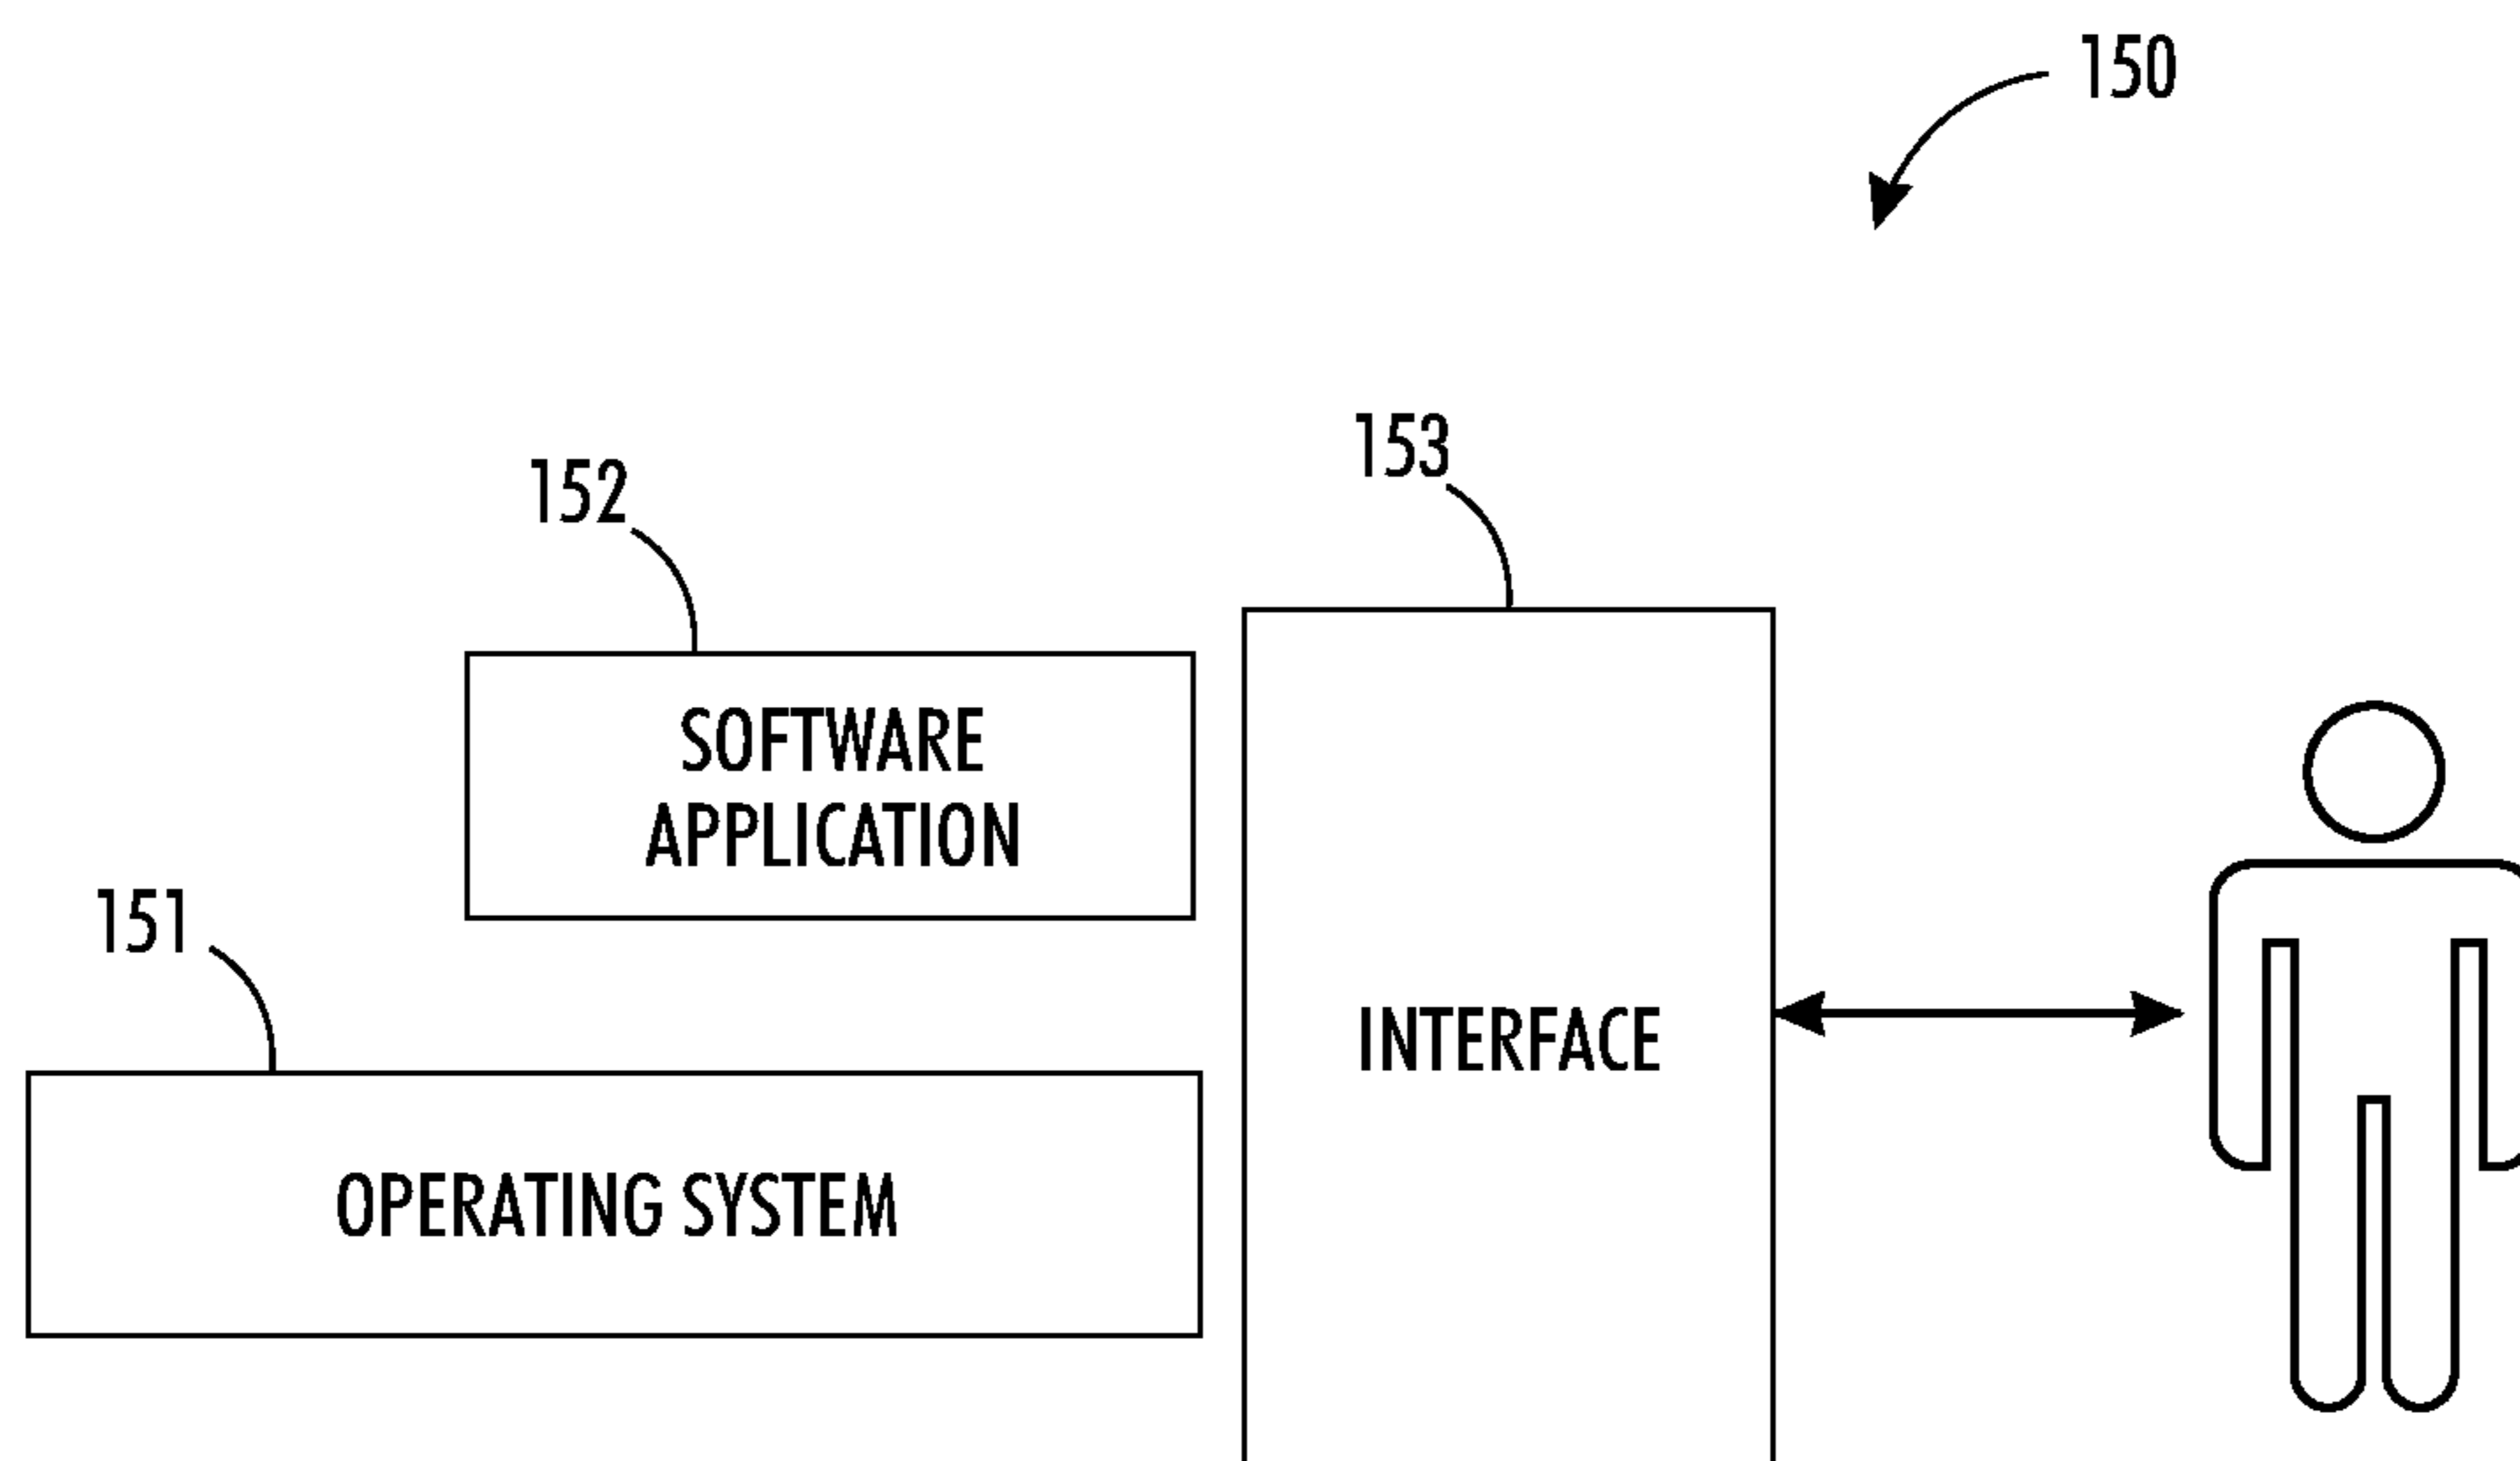 150
153
152
SOFTWARE
APPLICATION
151
INTERFACE
OPERATING SYSTEM